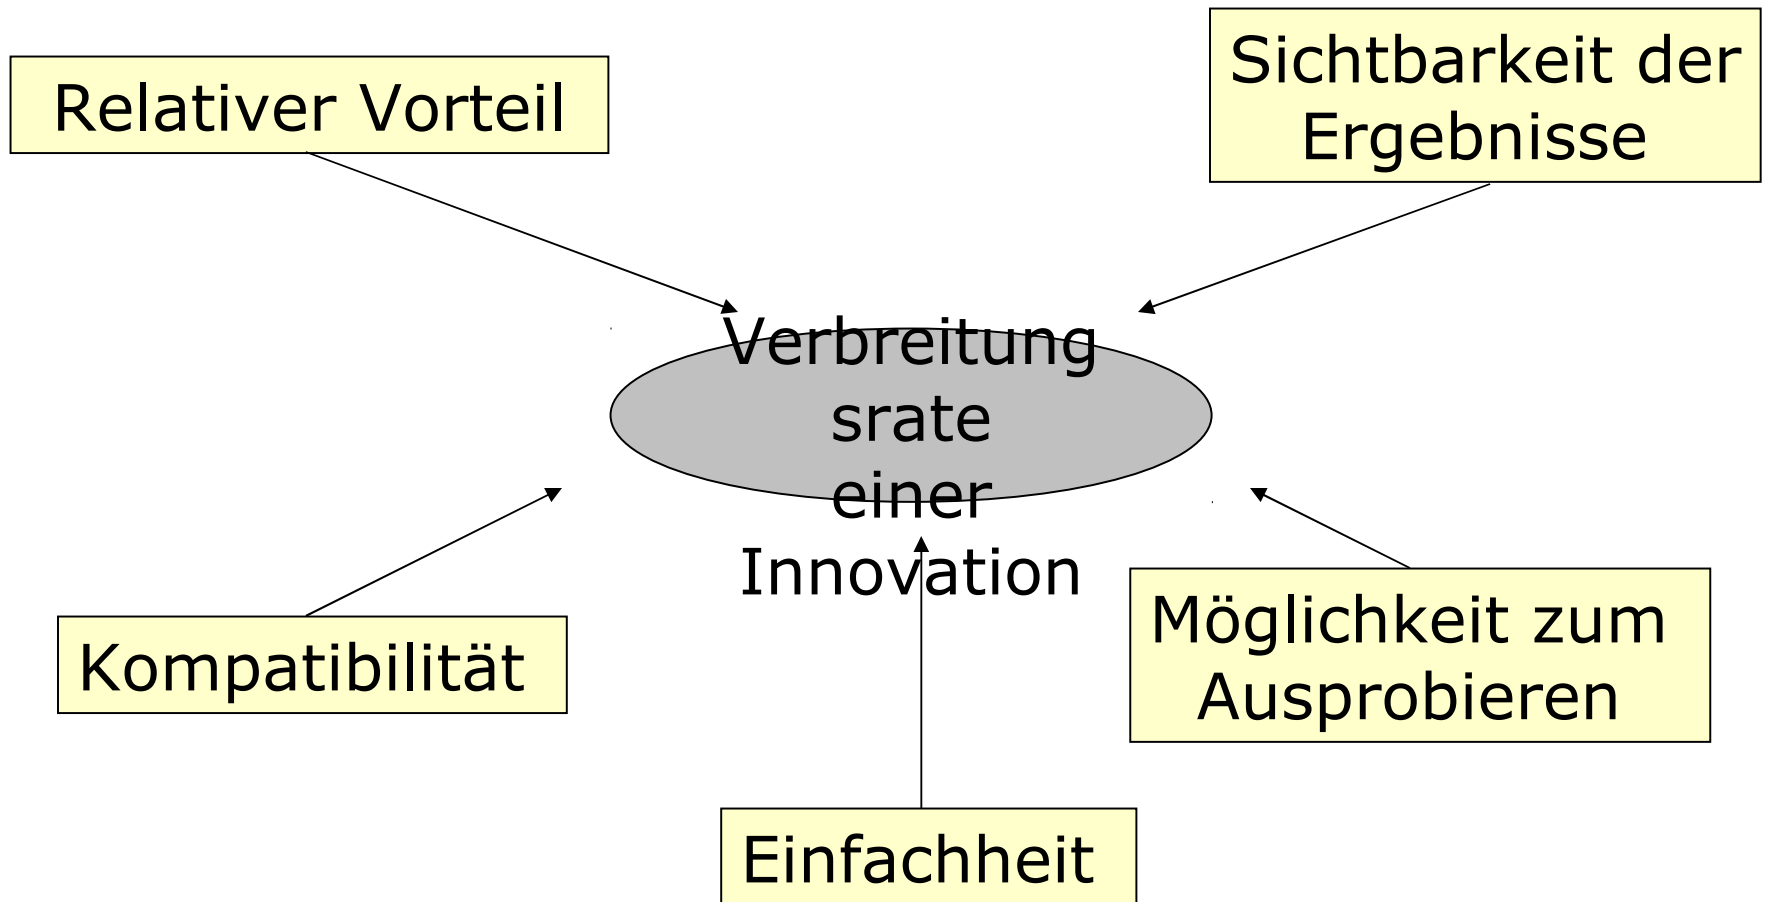 Relativer Vorteil
Sichtbarkeit der
Ergebnisse
Verbreitung
srate
einer
Innovation
Kompatibilität
Möglichkeit zum
Ausprobieren
Einfachheit